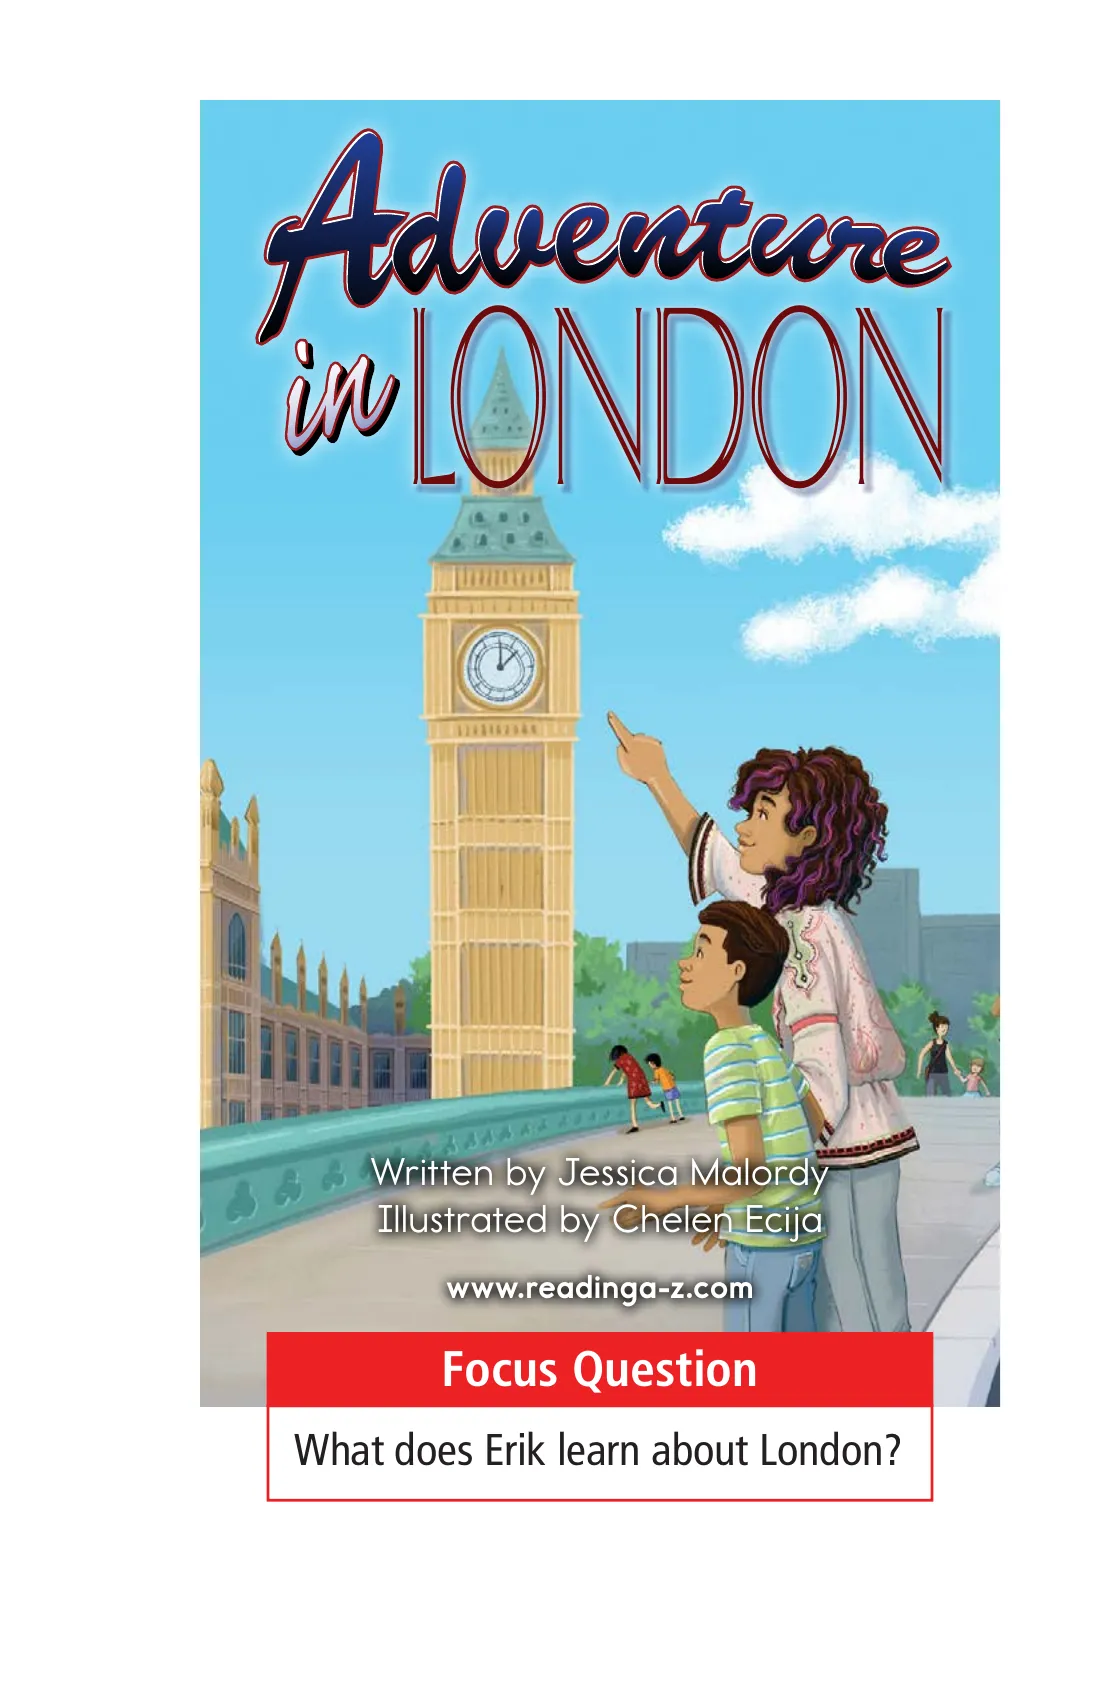 Adventure
in LONDON
Written by Jessica Malordy
Illustrated by Chelen Ecija
www.readinga-z.com
Focus Question
What does Erik learn about London?